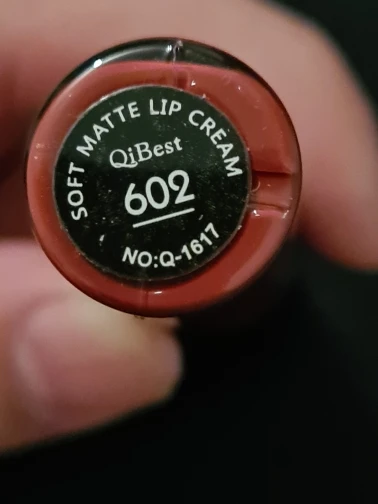 SOFT MATTE LIP CREAM
QiBest
602
NO:Q-1617